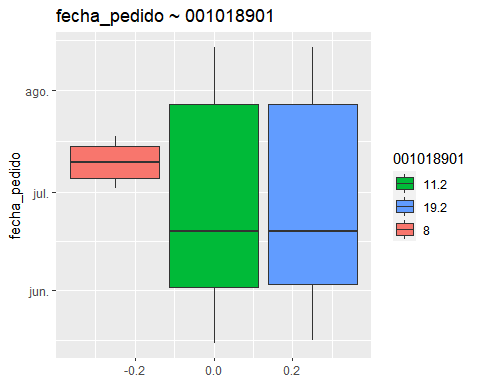 fecha_pedido ~ 001018901
ago.
jul.
jun.
fecha_pedido
-0.2
0.0
0.2
001018901
11.2
19.2
8